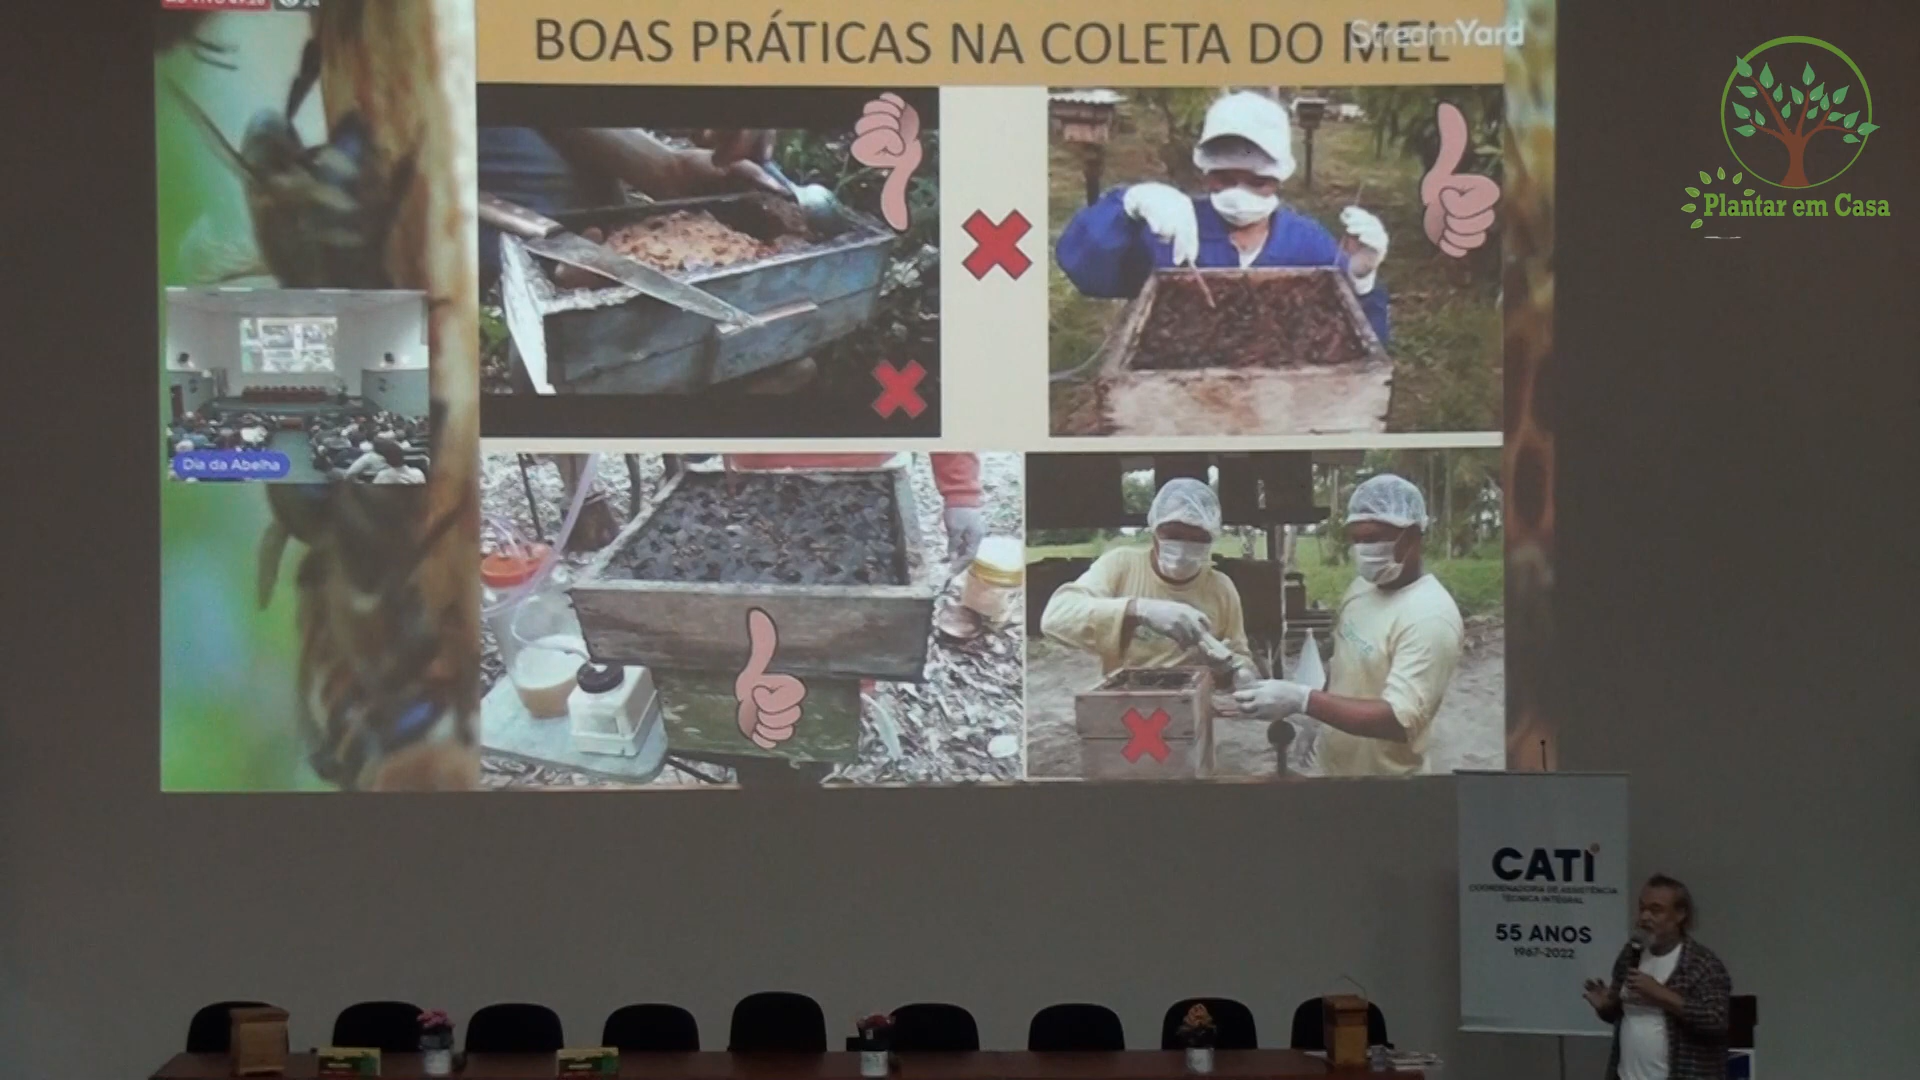 BOAS PRÁTICAS NA COLETA DO MEL
StreamYard
Plantar em Casa
Dia da Abelha
CATI
COORDENADORIA DE ASSISTÊNCIA
TÉCNICA INTEGRAL
55 ANOS
1967-2022